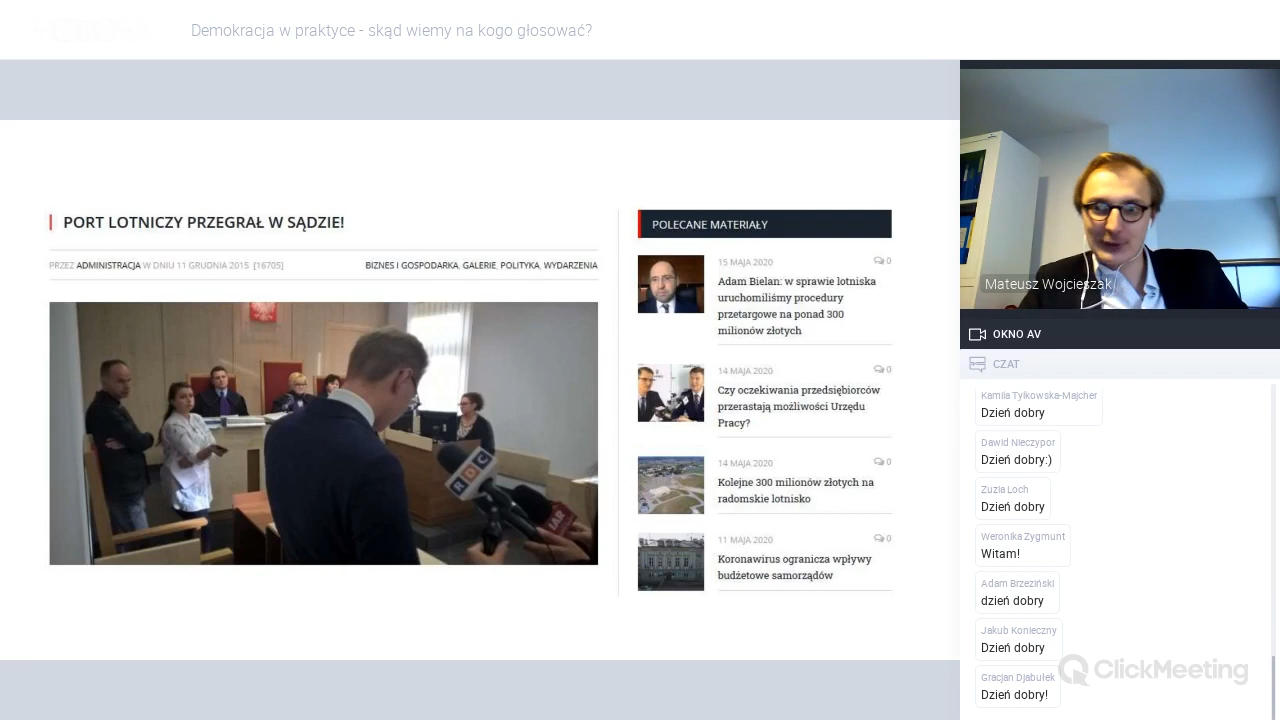 Demokracja w praktyce - skąd wiemy na kogo głosować?
PORT LOTNICZY PRZEGRAŁ W SĄDZIE!
PRZEZ ADMINISTRACJA W DNIU 11 GRUDNIA 2015 [16705]
BIZNES I GOSPODARKA, GALERIE, POLITYKA, WYDARZENIA
RDC
IAR
POLECANE MATERIAŁY
15 MAJA 2020 0
Adam Bielan: w sprawie lotniska
uruchomiliśmy procedury
przetargowe na ponad 300
milionów złotych
14 MAJA 2020 0
Czy oczekiwania przedsiębiorców
przerastają możliwości Urzędu
Pracy?
14 MAJA 2020 0
Kolejne 300 milionów złotych na
radomskie lotnisko
11 MAJA 2020 0
Koronawirus ogranicza wpływy
budżetowe samorządów
Mateusz Wojcieszak
OKNO AV
CZAT
Kamila Tylkowska-Majcher
Dzień dobry
Dawid Nieczypor
Dzień dobry:)
Zuzia Loch
Dzień dobry
Weronika Zygmunt
Witam!
Adam Brzeziński
dzień dobry
Jakub Konieczny
Dzień dobry
Gracjan Djabułek
Dzień dobry!
ClickMeeting